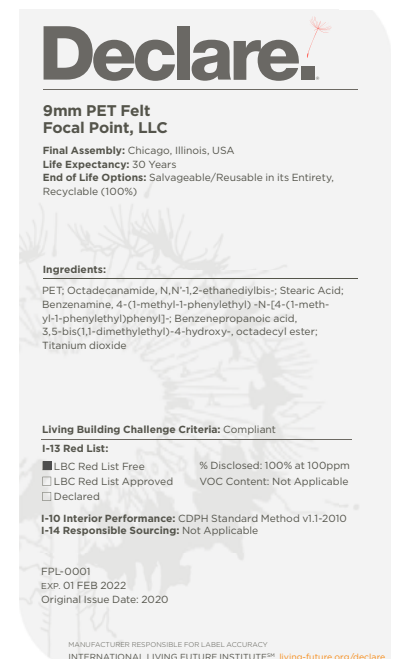 Declare.
9mm PET Felt
Focal Point, LLC
Final Assembly: Chicago, Illinois, USA
Life Expectancy: 30 Years
End of Life Options: Salvageable/Reusable in its Entirety,
Recyclable (100%)
Ingredients:
PET; Octadecanamide, N,N'-1,2-ethanediylbis-; Stearic Acid;
Benzenamine, 4-(1-methyl-1-phenylethyl) -N-[4-(1-meth-
yl-1-phenylethyl)phenyl]-; Benzenepropanoic acid,
3,5-bis(1,1-dimethylethyl)-4-hydroxy-, octadecyl ester;
Titanium dioxide
Living Building Challenge Criteria: Compliant
I-13 Red List:
LBC Red List Free % Disclosed: 100% at 100ppm
LBC Red List Approved VOC Content: Not Applicable
Declared
I-10 Interior Performance: CDPH Standard Method v1.1-2010
I-14 Responsible Sourcing: Not Applicable
FPL-0001
EXP. 01 FEB 2022
Original Issue Date: 2020
MANUFACTURER RESPONSIBLE FOR LABEL ACCURACY
INTERNATIONAL LIVING FUTURE INSTITUTE℠ living-future.org/declare